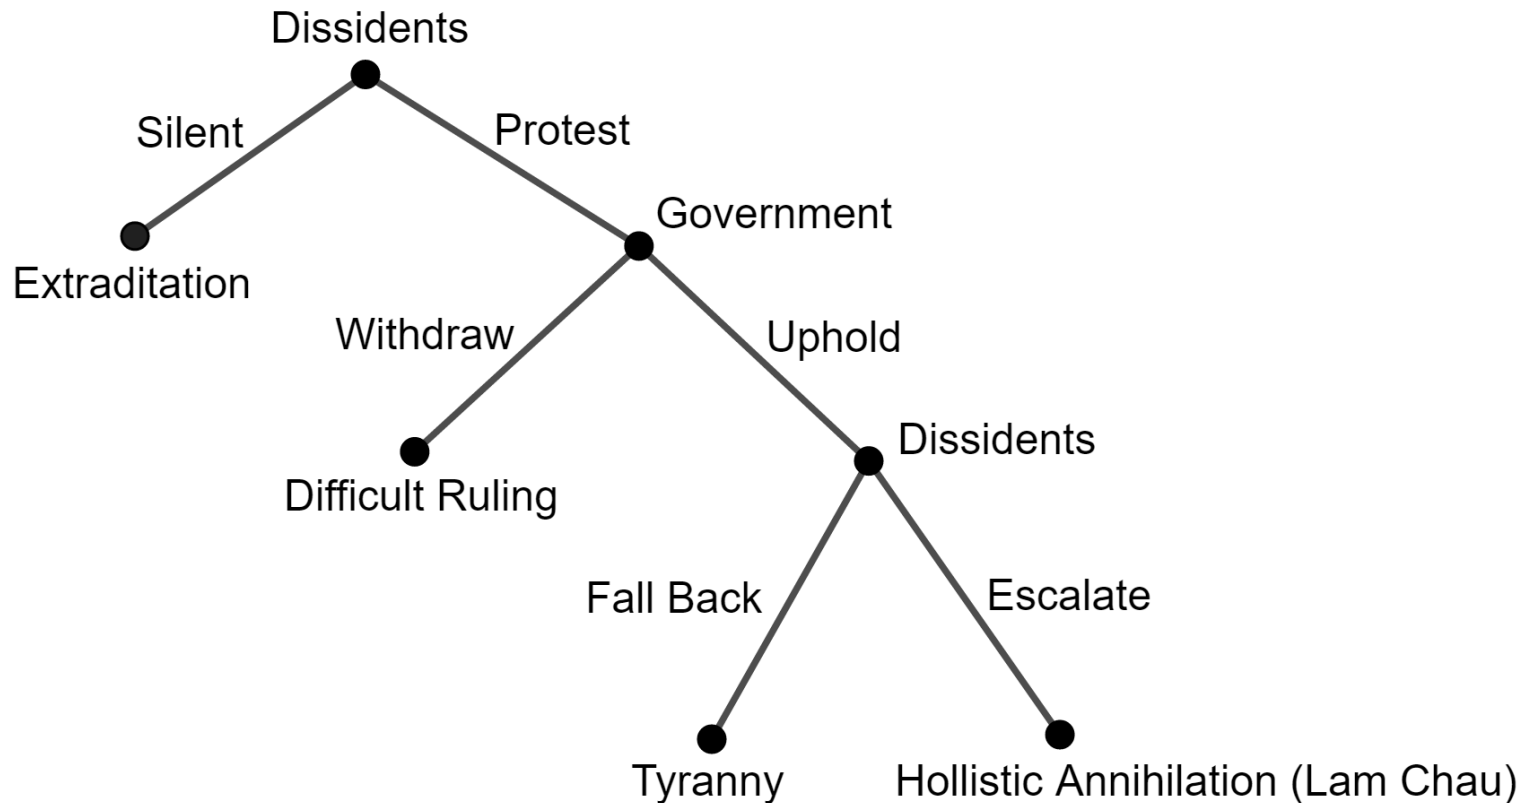 Dissidents
Silent
Protest
Government
Extraditation
Withdraw
Uphold
Dissidents
Difficult Ruling
Fall Back
Escalate
Tyranny
Hollistic Annihilation (Lam Chau)